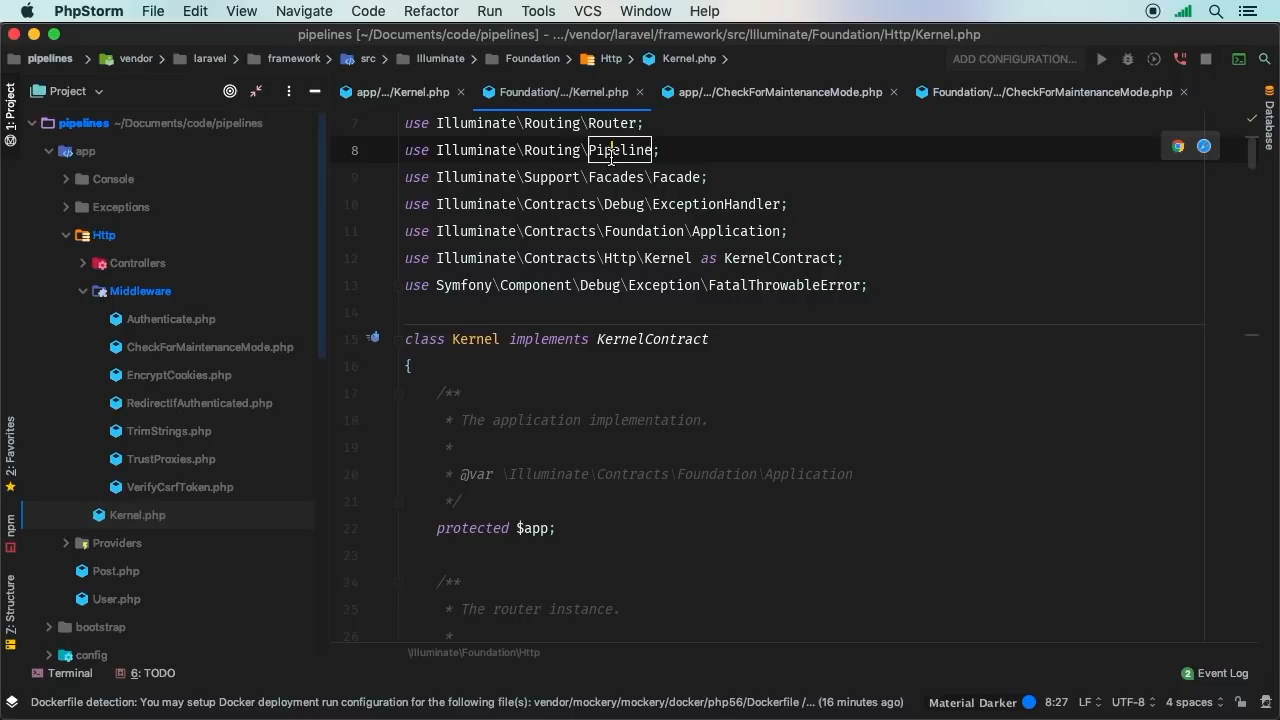 PhpStorm File Edit View Navigate Code Refactor Run Tools VCS Window Help
pipelines [~/Documents/code/pipelines] - .../vendor/laravel/framework/src/Illuminate/Foundation/Http/Kernel.php
pipelines vendor laravel framework src Illuminate Foundation Http Kernel.php ADD CONFIGURATION...
Project app/.../Kernel.php Foundation/.../Kernel.php app/.../CheckForMaintenanceMode.php Foundation/.../CheckForMaintenanceMode.php
1: Project
2: Favorites
npm
7: Structure
Database
pipelines ~/Documents/code/pipelines
app
Console
Exceptions
Http
Controllers
Middleware
Authenticate.php
CheckForMaintenanceMode.php
EncryptCookies.php
RedirectIfAuthenticated.php
TrimStrings.php
TrustProxies.php
VerifyCsrfToken.php
Kernel.php
Providers
Post.php
User.php
bootstrap
config
7 use Illuminate\Routing\Router;
8 use Illuminate\Routing\Pipeline;
9 use Illuminate\Support\Facades\Facade;
10 use Illuminate\Contracts\Debug\ExceptionHandler;
11 use Illuminate\Contracts\Foundation\Application;
12 use Illuminate\Contracts\Http\Kernel as KernelContract;
13 use Symfony\Component\Debug\Exception\FatalThrowableError;
14
15 class Kernel implements KernelContract
16 {
17 /**
18 * The application implementation.
19 *
20 * @var \Illuminate\Contracts\Foundation\Application
21 */
22 protected $app;
23
24 /**
25 * The router instance.
26 *
\Illuminate\Foundation\Http
Terminal 6: TODO 2 Event Log
Dockerfile detection: You may setup Docker deployment run configuration for the following file(s): vendor/mockery/mockery/docker/php56/Dockerfile /... (16 minutes ago) Material Darker 8:27 LF UTF-8 4 spaces